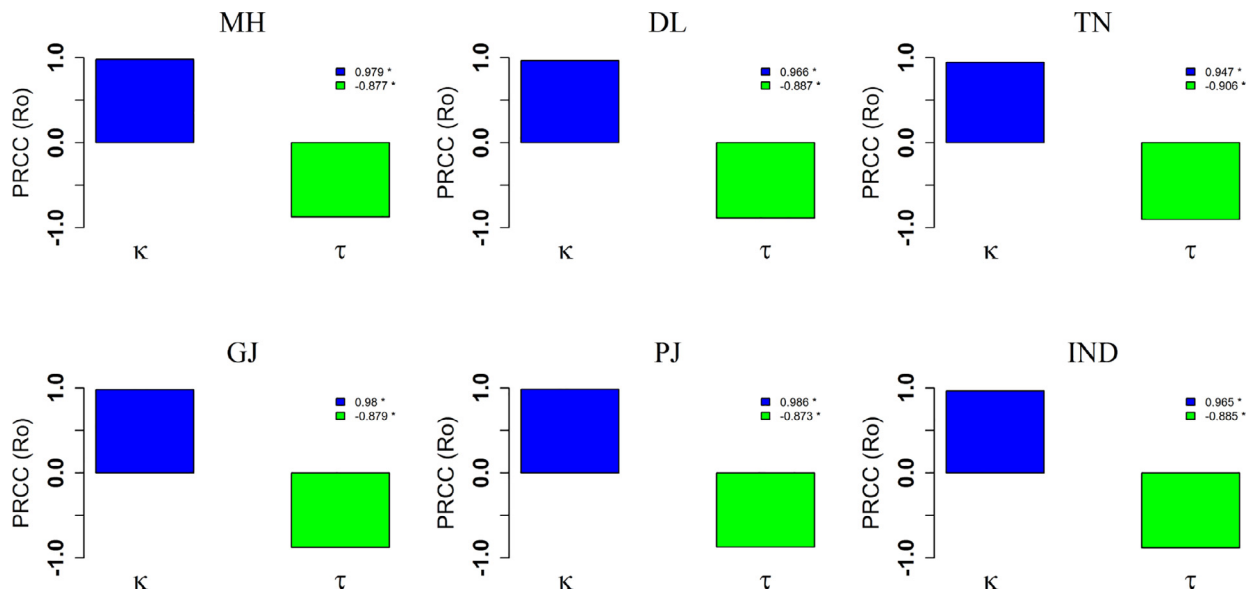 MH
PRCC (Ro)
1.0
0.0
-1.0
0.979 *
-0.877 *
κ
τ
DL
PRCC (Ro)
1.0
0.0
-1.0
0.966 *
-0.887 *
κ
τ
TN
PRCC (Ro)
1.0
0.0
-1.0
0.947 *
-0.906 *
κ
τ
GJ
PRCC (Ro)
1.0
0.0
-1.0
0.98 *
-0.879 *
κ
τ
PJ
PRCC (Ro)
1.0
0.0
-1.0
0.986 *
-0.873 *
κ
τ
IND
PRCC (Ro)
1.0
0.0
-1.0
0.965 *
-0.885 *
κ
τ